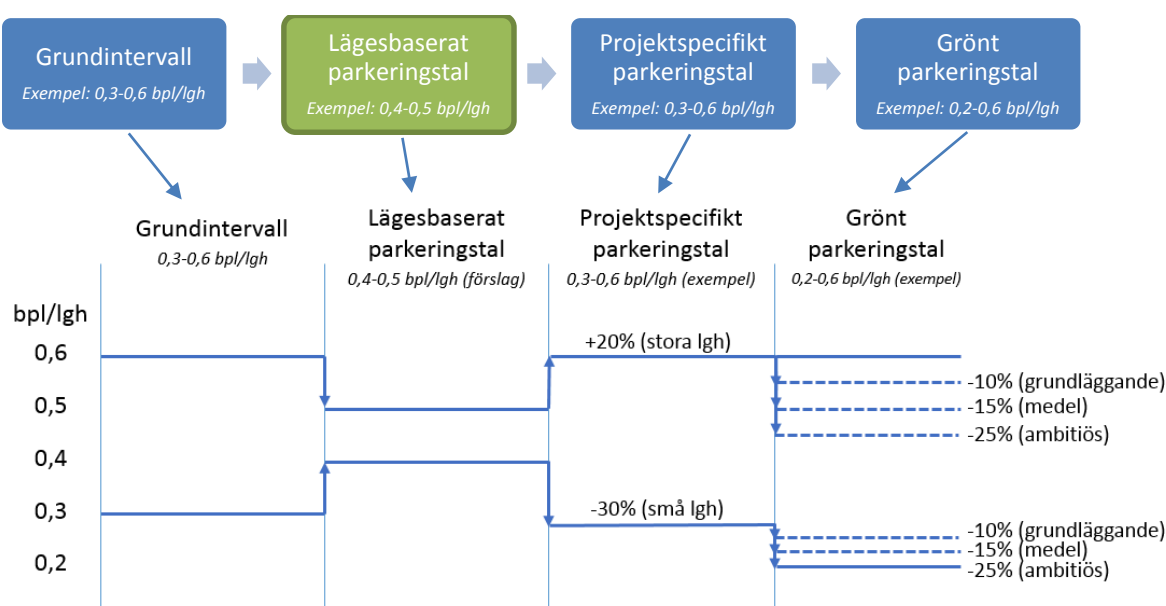 Grundintervall
Exempel: 0,3-0,6 bpl/lgh
Lägesbaserat
parkeringstal
Exempel: 0,4-0,5 bpl/lgh
Projektspecifikt
parkeringstal
Exempel: 0,3-0,6 bpl/lgh
Grönt
parkeringstal
Exempel: 0,2-0,6 bpl/lgh
Grundintervall
0,3-0,6 bpl/lgh
Lägesbaserat
parkeringstal
0,4-0,5 bpl/lgh (förslag)
Projektspecifikt
parkeringstal
0,3-0,6 bpl/lgh (exempel)
Grönt
parkeringstal
0,2-0,6 bpl/lgh (exempel)
bpl/lgh
0,6
0,5
0,4
0,3
0,2
+20% (stora lgh)
-30% (små lgh)
-10% (grundläggande)
-15% (medel)
-25% (ambitiös)
-10% (grundläggande)
-15% (medel)
-25% (ambitiös)